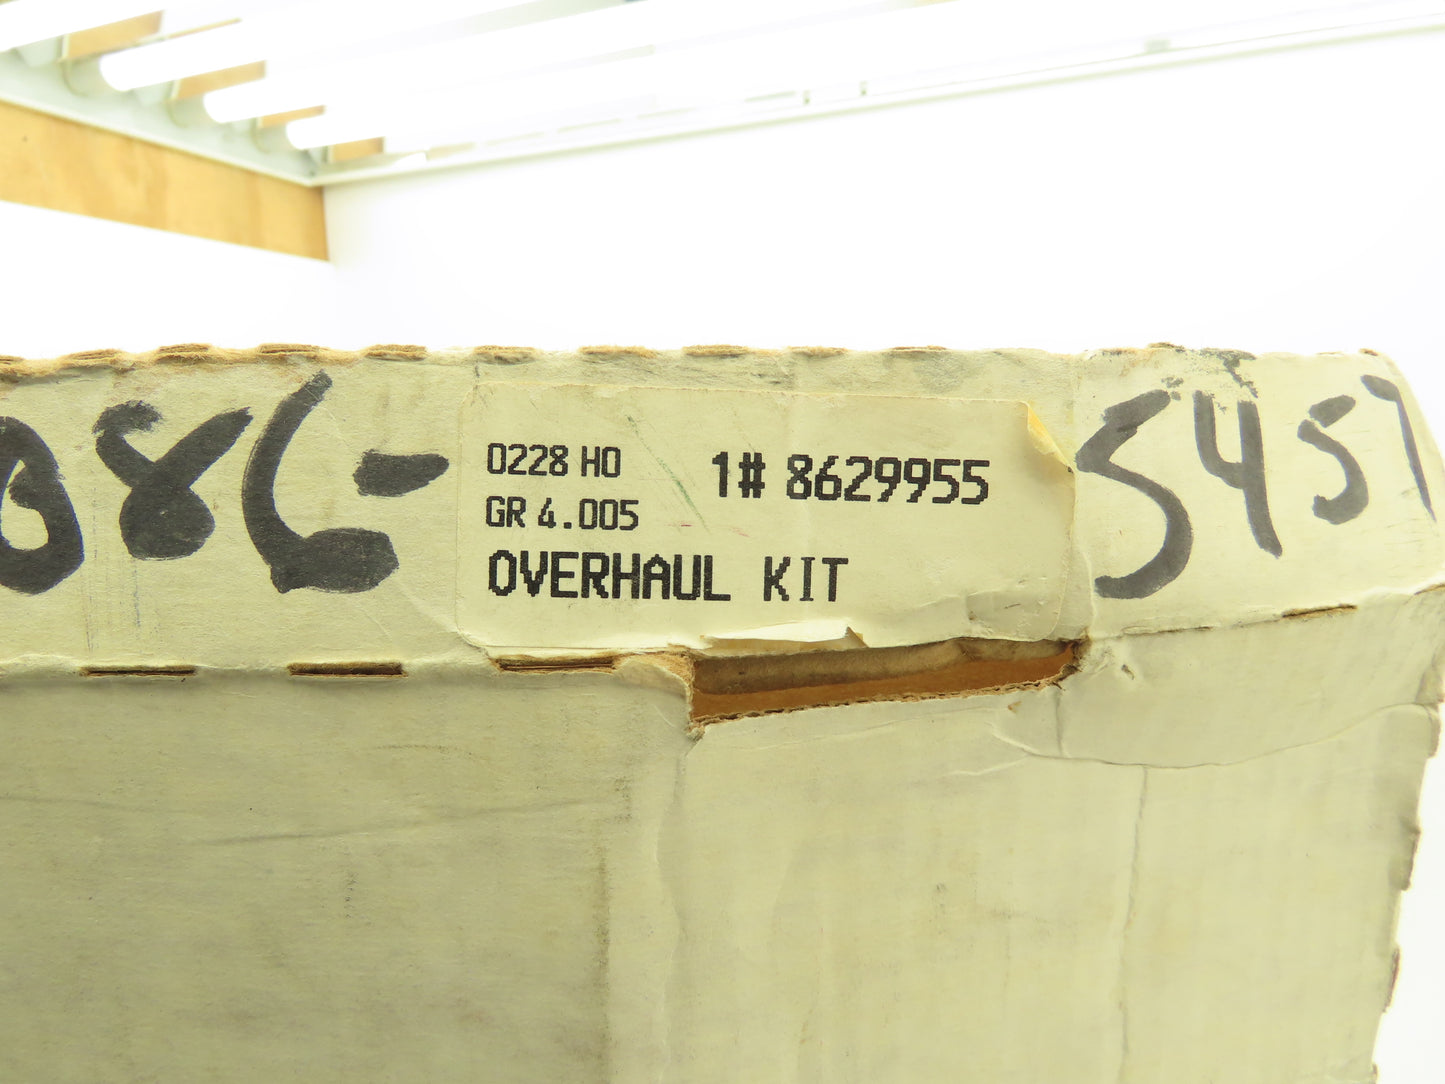 086- 5457
0228 HO 1# 8629955
GR 4.005
OVERHAUL KIT